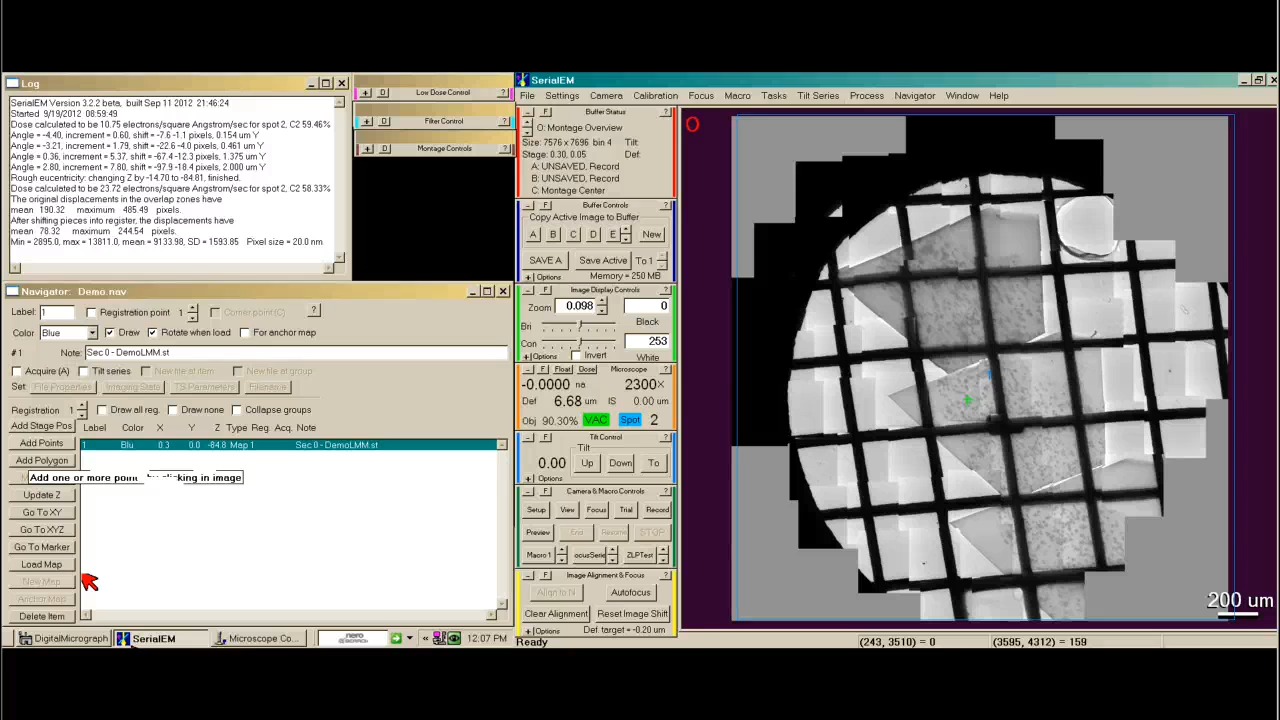 Log
SerialEM Version 3.2.2 beta, built Sep 11 2012, 21:46:24
Started 9/19/2012 08:59:49
Dose calculated to be 10.75 electrons/square Angstrom/sec for spot 2, C2 59.46%
Angle = -4.40, increment = 0.60, shift = -7.6 -1.1 pixels, 0.154 um Y
Angle = -3.21, increment = 1.79, shift = -22.6 -4.0 pixels, 0.461 um Y
Angle = 0.36, increment = 5.37, shift = -67.4 -12.3 pixels, 1.375 um Y
Angle = 2.80, increment = 7.80, shift = -97.9 -18.4 pixels, 2.000 um Y
Rough eucentricity: changing Z by -14.70 to -84.81, finished.
Dose calculated to be 23.72 electrons/square Angstrom/sec for spot 2, C2 58.33%
The original displacements in the overlap zones have
mean 190.32 maximum 485.49 pixels.
After shifting pieces into register, the displacements have
mean 78.32 maximum 244.54 pixels.
Min = 2895.0, max = 13811.0, mean = 9133.98, SD = 1593.85 Pixel size = 20.0 nm
+ D Low Dose Control ?
+ D Filter Control ?
+ D Montage Controls ?
Navigator: Demo.nav
Label: 1 Registration point 1 Corner point (C) ?
Color Blue Draw Rotate when load For anchor map
#1 Note: Sec 0 - DemoLMM.st
Acquire (A) Tilt series New file at item New file at group
Set File Properties Imaging State TS Parameters Filename
Registration 1 Draw all reg. Draw none Collapse groups
Add Stage Pos Label Color X Y Z Type Reg. Acq. Note
Add Points 1 Blu 0.3 0.0 -84.8 Map 1 Sec 0 - DemoLMM.st
Add Polygon
Add one or more point by clicking in image
Update Z
Go To XY
Go To XYZ
Go To Marker
Load Map
New Map
Anchor Map
Delete Item
DigitalMicrograph SerialEM Microscope Co... nero « 12:07 PM
SerialEM
File Settings Camera Calibration Focus Macro Tasks Tilt Series Process Navigator Window Help
- F Buffer Status ?
O: Montage Overview
Size: 7576 x 7696 bin 4 Tilt:
Stage: 0.30, 0.05 Def:
A: UNSAVED, Record
B: UNSAVED, Record
C: Montage Center
- F Buffer Controls ?
Copy Active Image to Buffer
A B C D E New
SAVE A Save Active To 1
+ Options Memory = 250 MB
- F Image Display Controls ?
Zoom 0.098 0
Bri Black
Con 253
+ Options Invert White
- F Float Dose Microscope ?
-0.0000 na 2300X
Def 6.68 um IS 0.00 um
Obj 90.30% VAC Spot 2
- F Tilt Control ?
0.00 Tilt
Up Down To
+ Options
- F Camera & Macro Controls ?
Setup View Focus Trial Record
Preview End Resume STOP
Macro 1 ocusSerie ZLPTest
- F Image Alignment & Focus ?
Align to N Autofocus
Clear Alignment Reset Image Shift
+ Options Def. target = -0.20 um
Ready (243, 3510) = 0 (3595, 4312) = 159
O
200 um